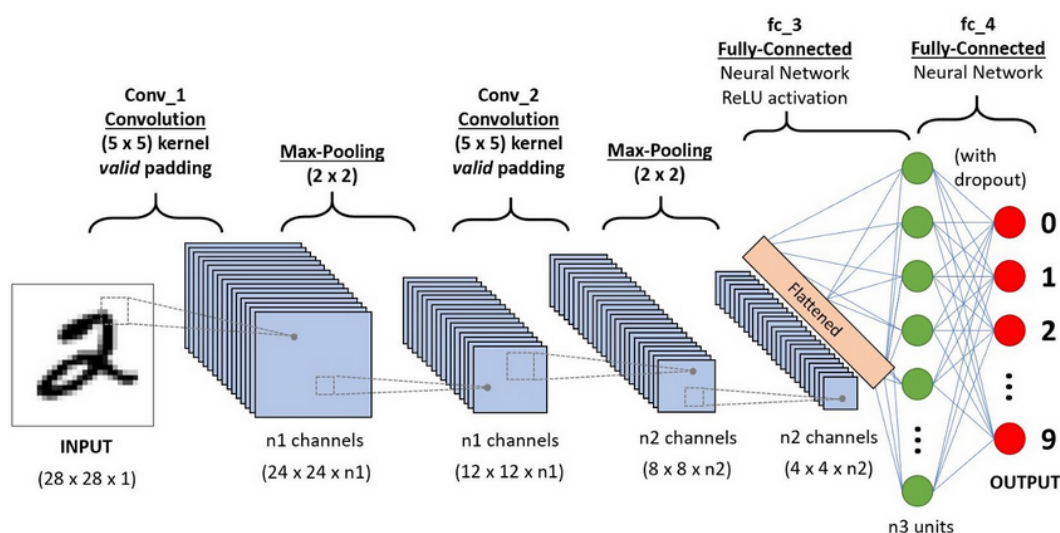 Conv_1
Convolution
(5 x 5) kernel
valid padding
Max-Pooling
(2 x 2)
Conv_2
Convolution
(5 x 5) kernel
valid padding
Max-Pooling
(2 x 2)
fc_3
Fully-Connected
Neural Network
ReLU activation
fc_4
Fully-Connected
Neural Network
(with
dropout)
Flattened
0
1
2
9
2
INPUT
(28 x 28 x 1)
n1 channels
(24 x 24 x n1)
n1 channels
(12 x 12 x n1)
n2 channels
(8 x 8 x n2)
n2 channels
(4 x 4 x n2)
n3 units
OUTPUT